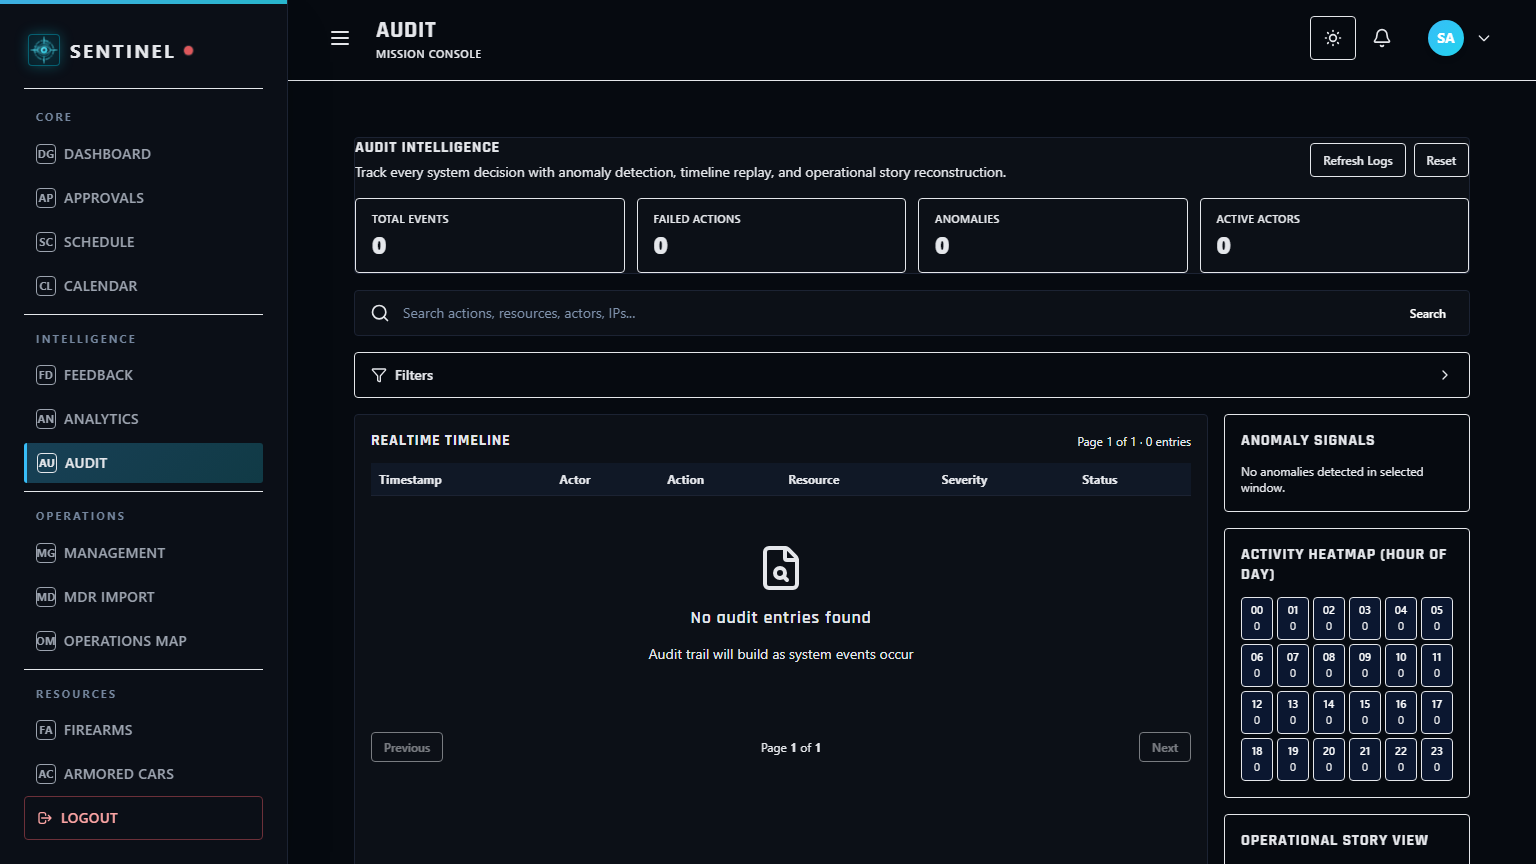 SENTINEL
CORE
DG DASHBOARD
AP APPROVALS
SC SCHEDULE
CL CALENDAR
INTELLIGENCE
FD FEEDBACK
AN ANALYTICS
AU AUDIT
OPERATIONS
MG MANAGEMENT
MD MDR IMPORT
OM OPERATIONS MAP
RESOURCES
FA FIREARMS
AC ARMORED CARS
LOGOUT
AUDIT
MISSION CONSOLE
SA
AUDIT INTELLIGENCE
Track every system decision with anomaly detection, timeline replay, and operational story reconstruction.
Refresh Logs
Reset
TOTAL EVENTS
0
FAILED ACTIONS
0
ANOMALIES
0
ACTIVE ACTORS
0
Search actions, resources, actors, IPs...
Search
Filters
REALTIME TIMELINE
Page 1 of 1 · 0 entries
Timestamp Actor Action Resource Severity Status
No audit entries found
Audit trail will build as system events occur
Previous
Page 1 of 1
Next
ANOMALY SIGNALS
No anomalies detected in selected
window.
ACTIVITY HEATMAP (HOUR OF
DAY)
00 01 02 03 04 05
0 0 0 0 0 0
06 07 08 09 10 11
0 0 0 0 0 0
12 13 14 15 16 17
0 0 0 0 0 0
18 19 20 21 22 23
0 0 0 0 0 0
OPERATIONAL STORY VIEW